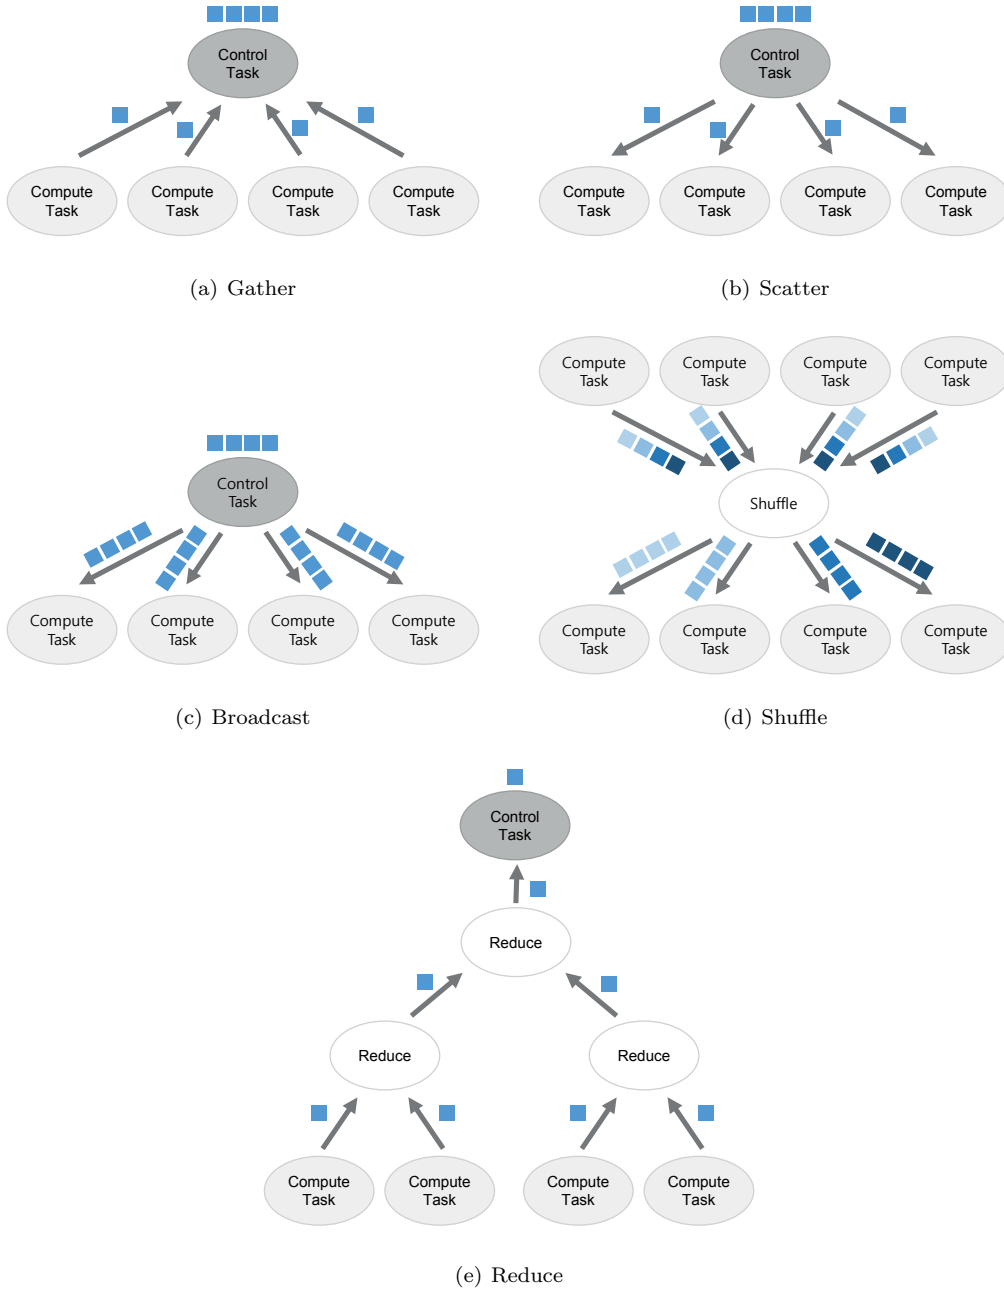 Control
Task
Compute
Task
Compute
Task
Compute
Task
Compute
Task
(a) Gather
Control
Task
Compute
Task
Compute
Task
Compute
Task
Compute
Task
(b) Scatter
Control
Task
Compute
Task
Compute
Task
Compute
Task
Compute
Task
(c) Broadcast
Compute
Task
Compute
Task
Compute
Task
Compute
Task
Shuffle
Compute
Task
Compute
Task
Compute
Task
Compute
Task
(d) Shuffle
Control
Task
Reduce
Reduce
Reduce
Compute
Task
Compute
Task
Compute
Task
Compute
Task
(e) Reduce